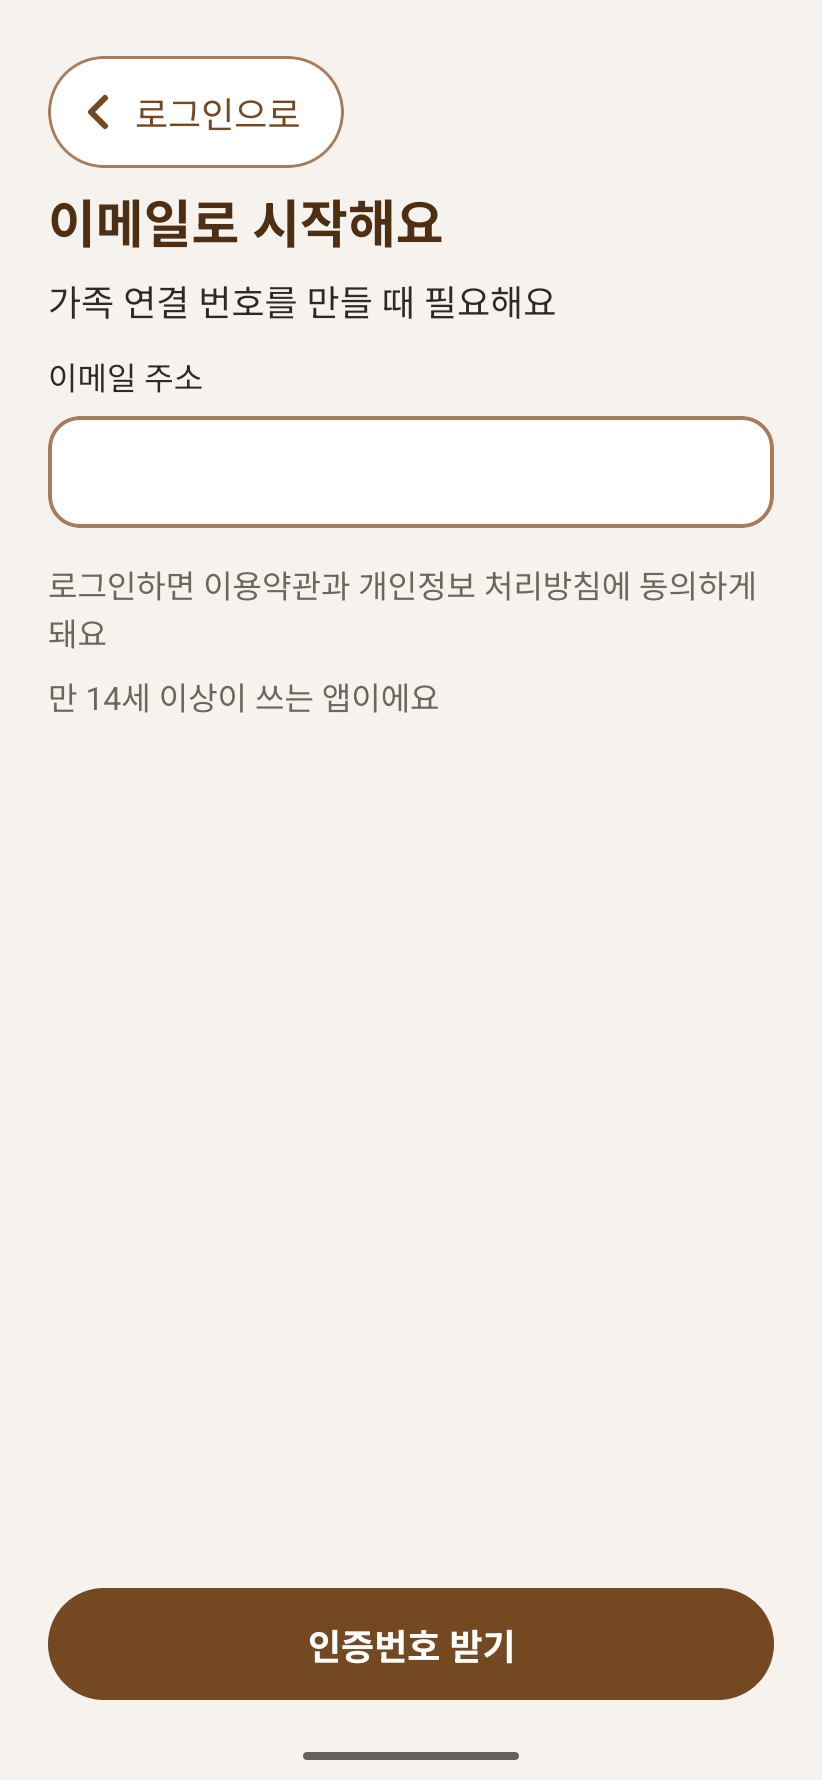 로그인으로
이메일로 시작해요
가족 연결 번호를 만들 때 필요해요
이메일 주소
로그인하면 이용약관과 개인정보 처리방침에 동의하게
돼요
만 14세 이상이 쓰는 앱이에요
인증번호 받기